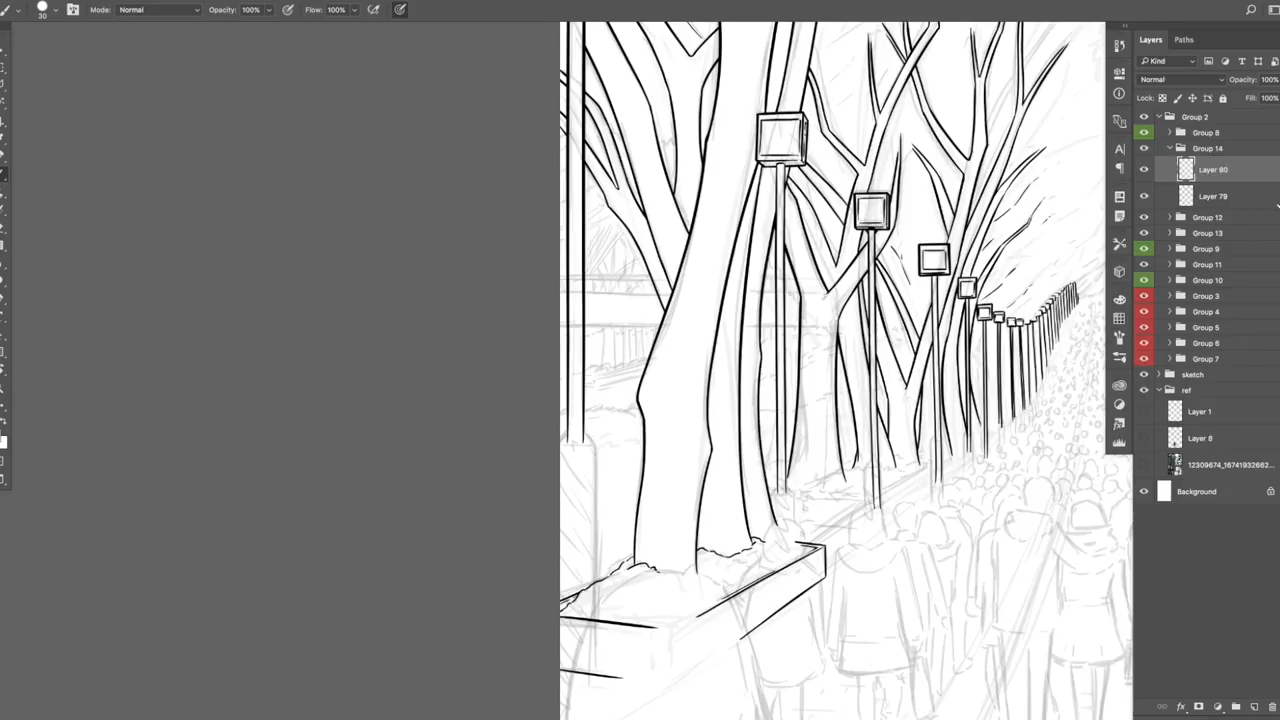 30 Mode: Normal Opacity: 100% Flow: 100%
Layers Paths
Kind
Normal Opacity: 100%
Lock: Fill: 100%
Group 2
Group 8
Group 14
Layer 80
Layer 79
Group 12
Group 13
Group 9
Group 11
Group 10
Group 3
Group 4
Group 5
Group 6
Group 7
sketch
ref
Layer 1
Layer 8
12309674_16741932662...
Background